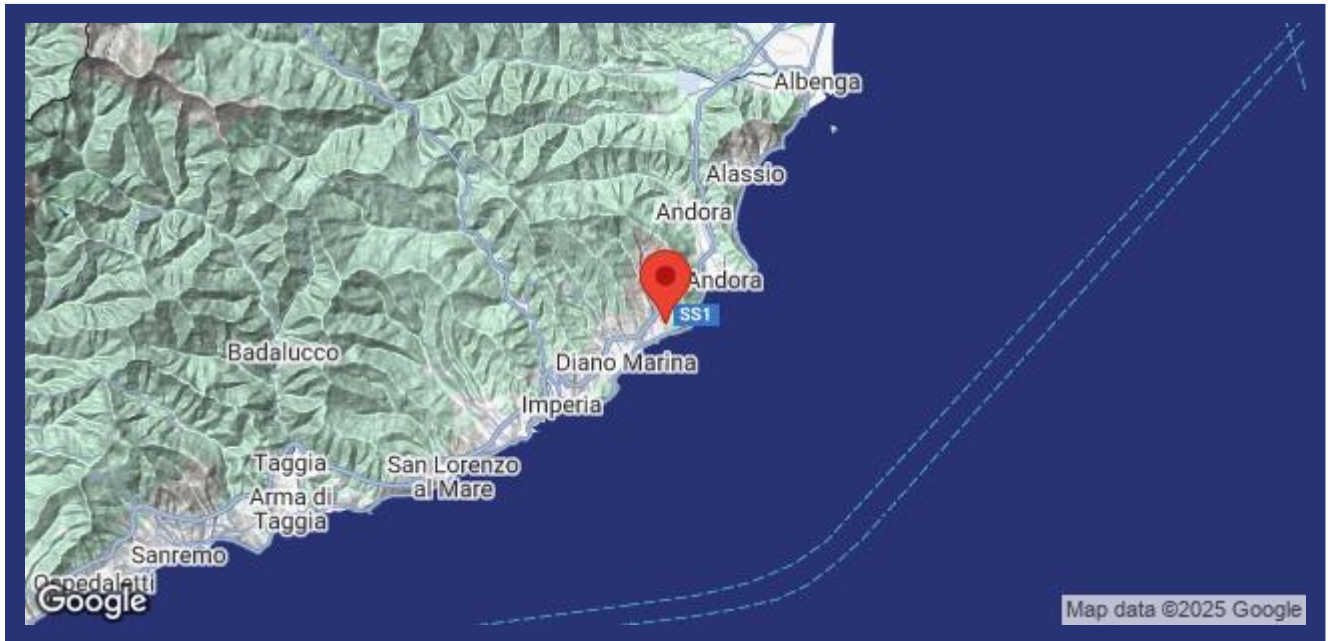 Albenga
Alassio
Andora
Andora
SS1
Badalucco
Diano Marina
Imperia
Taggia
San Lorenzo
al Mare
Arma di
Taggia
Sanremo
Ospedaletti
Google
Map data ©2025 Google